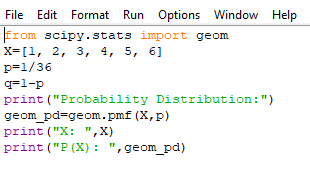 File Edit Format Run Options Window Help
from scipy.stats import geom
X=[1, 2, 3, 4, 5, 6]
p=1/36
q=1-p
print("Probability Distribution:")
geom_pd=geom.pmf(X,p)
print("X: ",X)
print("P(X): ",geom_pd)